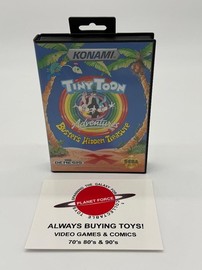 KONAMI
TINY TOON
Adventures
BUSTER'S HIDDEN TREASURE
GENESIS
SEGA
PLANET FORCE
ALWAYS BUYING TOYS!
VIDEO GAMES & COMICS
70's 80's & 90's